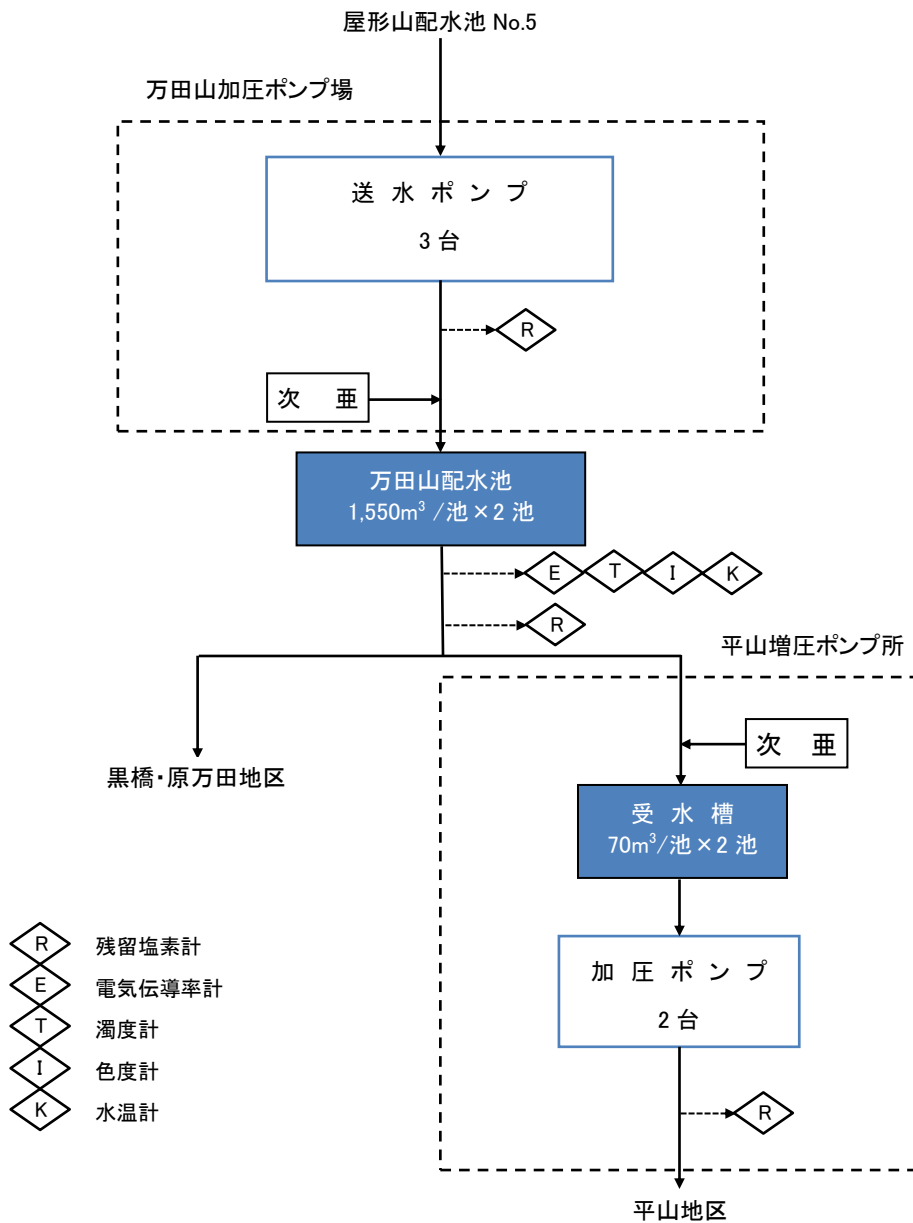 屋形山配水池 No.5
万田山加圧ポンプ場
送 水 ポ ン プ
3 台
R
次 亜
万田山配水池
1,550m³ /池×2 池
E T I K
R
平山増圧ポンプ所
次 亜
黒橋・原万田地区
受 水 槽
70m³/池×2 池
加 圧 ポ ン プ
2 台
R
平山地区
R 残留塩素計
E 電気伝導率計
T 濁度計
I 色度計
K 水温計